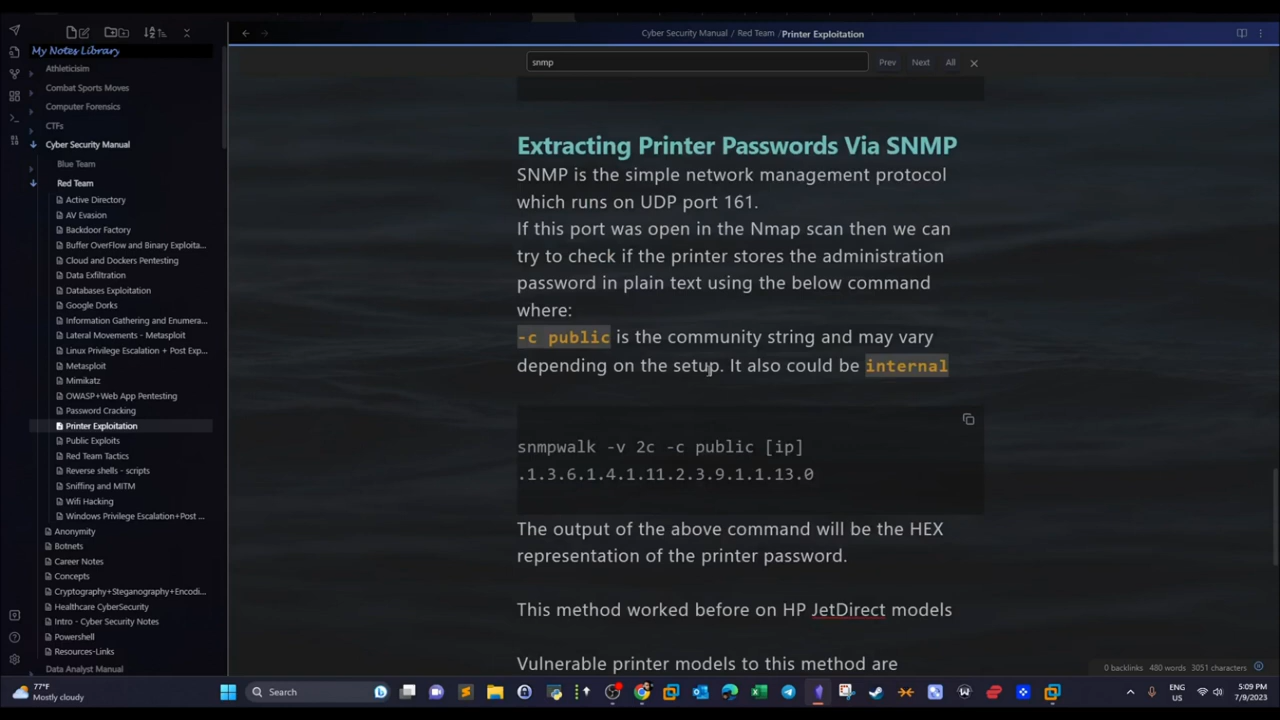 My Notes Library
Cyber Security Manual / Red Team / Printer Exploitation
snmp
Prev Next All
Athleticisim
Combat Sports Moves
Computer Forensics
CTFs
Cyber Security Manual
Blue Team
Red Team
Active Directory
AV Evasion
Backdoor Factory
Buffer OverFlow and Binary Exploita...
Cloud and Dockers Pentesting
Data Exfiltration
Databases Exploitation
Google Dorks
Information Gathering and Enumera...
Lateral Movements - Metasploit
Linux Privilege Escalation + Post Exp...
Metasploit
Mimikatz
OWASP+Web App Pentesting
Password Cracking
Printer Exploitation
Public Exploits
Red Team Tactics
Reverse shells - scripts
Sniffing and MITM
Wifi Hacking
Windows Privilege Escalation+Post ...
Anonymity
Botnets
Career Notes
Concepts
Cryptography+Steganography+Encodi...
Healthcare CyberSecurity
Intro - Cyber Security Notes
Powershell
Resources-Links
Data Analyst Manual
Extracting Printer Passwords Via SNMP
SNMP is the simple network management protocol
which runs on UDP port 161.
If this port was open in the Nmap scan then we can
try to check if the printer stores the administration
password in plain text using the below command
where:
-c public is the community string and may vary
depending on the setup. It also could be internal
snmpwalk -v 2c -c public [ip]
.1.3.6.1.4.1.11.2.3.9.1.1.13.0
The output of the above command will be the HEX
representation of the printer password.
This method worked before on HP JetDirect models
Vulnerable printer models to this method are
0 backlinks 480 words 3051 characters
77°F
Mostly cloudy
Search
ENG
US
5:09 PM
7/9/2023